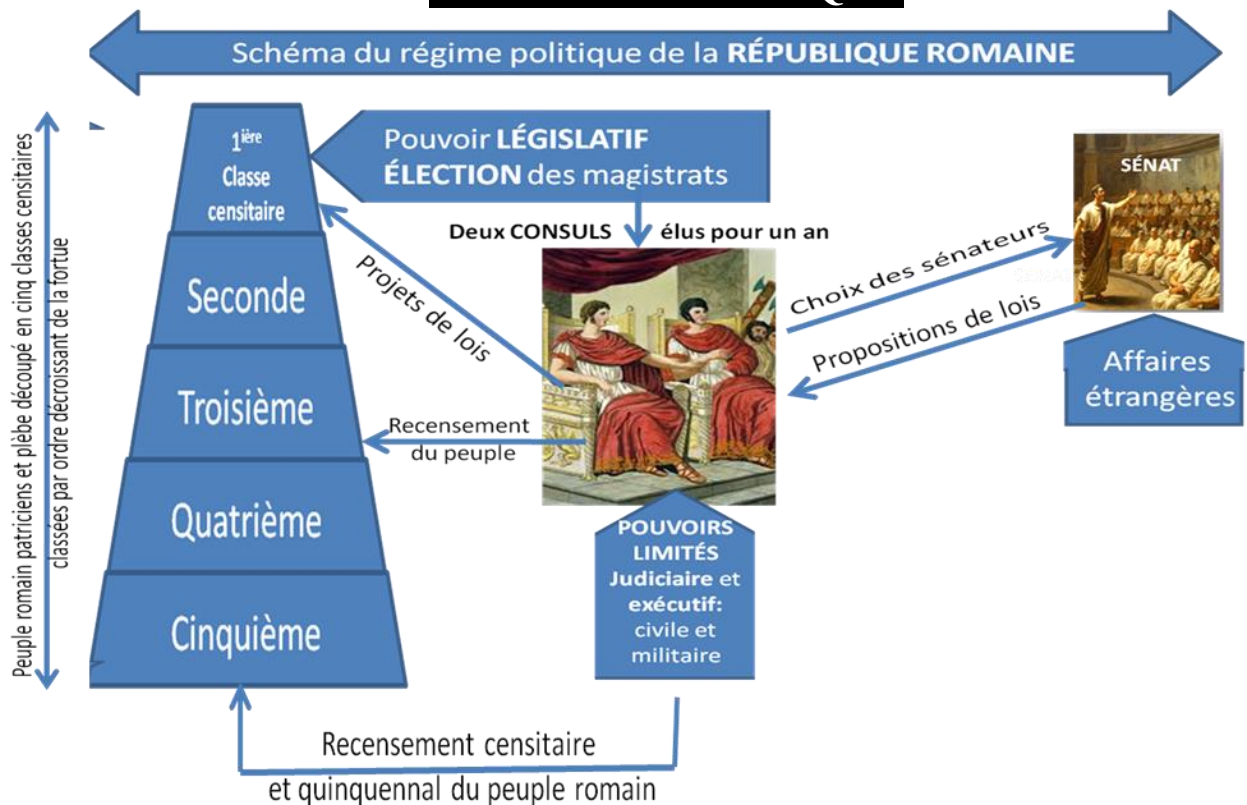 Schéma du régime politique de la RÉPUBLIQUE ROMAINE
Peuple romain patriciens et plèbe découpé en cinq classes censitaires
classées par ordre décroissant de la fortue
1ière
Classe
censitaire
Seconde
Troisième
Quatrième
Cinquième
Pouvoir LÉGISLATIF
ÉLECTION des magistrats
Deux CONSULS élus pour un an
Projets de lois
Recensement
du peuple
Choix des sénateurs
Propositions de lois
SÉNAT
Affaires
étrangères
POUVOIRS
LIMITÉS
Judiciaire et
exécutif:
civile et
militaire
Recensement censitaire
et quinquennal du peuple romain